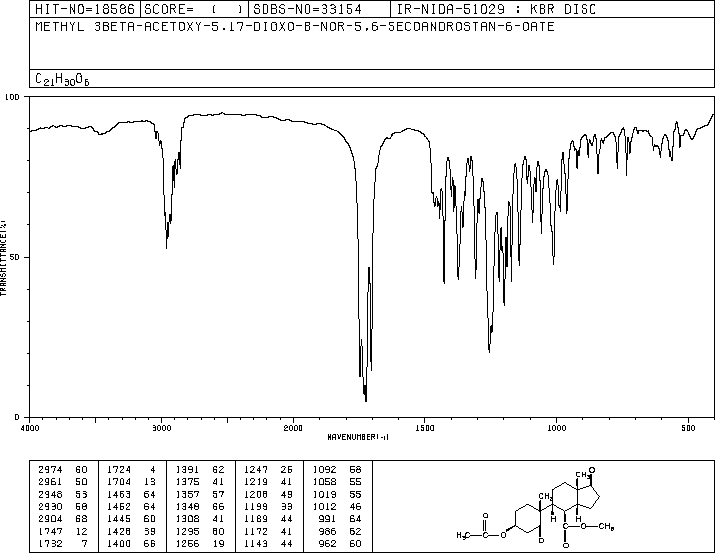 HIT-NO=18586 SCORE= ( ) SDBS-NO=33154 IR-NIDA-51029 : KBR DISC
METHYL 3BETA-ACETOXY-5,17-DIOXO-B-NOR-5,6-SECOANDROSTAN-6-OATE
C21H30O6
100
50
0
TRANSMITTANCE(%)
4000 3000 2000 1500 1000 500
WAVENUMBER(-1)
2974 60 1724 4 1391 62 1247 26 1092 58
2961 50 1704 13 1375 41 1219 41 1058 55
2948 53 1463 64 1357 57 1208 49 1019 55
2930 60 1452 64 1348 66 1199 33 1012 46
2904 68 1445 60 1308 41 1189 44 991 64
1747 12 1428 39 1295 60 1172 41 986 62
1732 7 1400 66 1256 19 1143 44 962 60
O
CH3
CH3
H H
O H O
CH3 C O O C O CH3
O